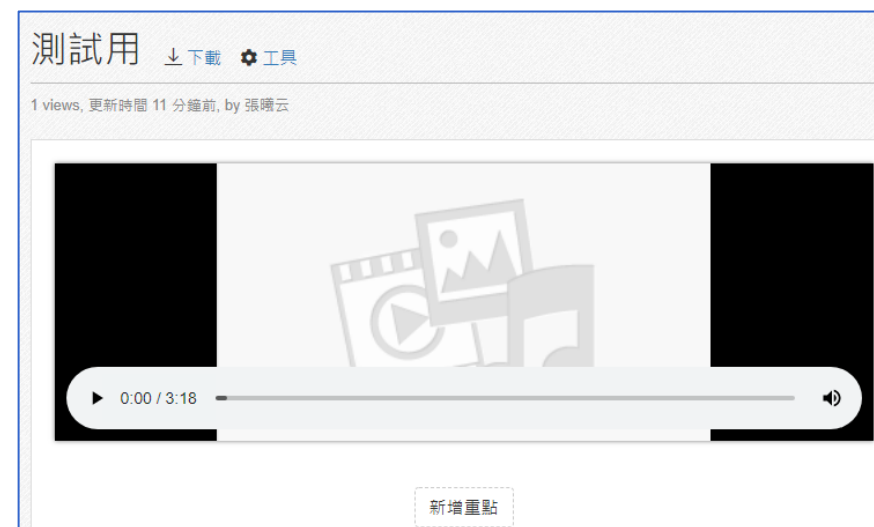 測試用 下載 工具
1 views, 更新時間 11 分鐘前, by 張曦云
0:00 / 3:18
新增重點